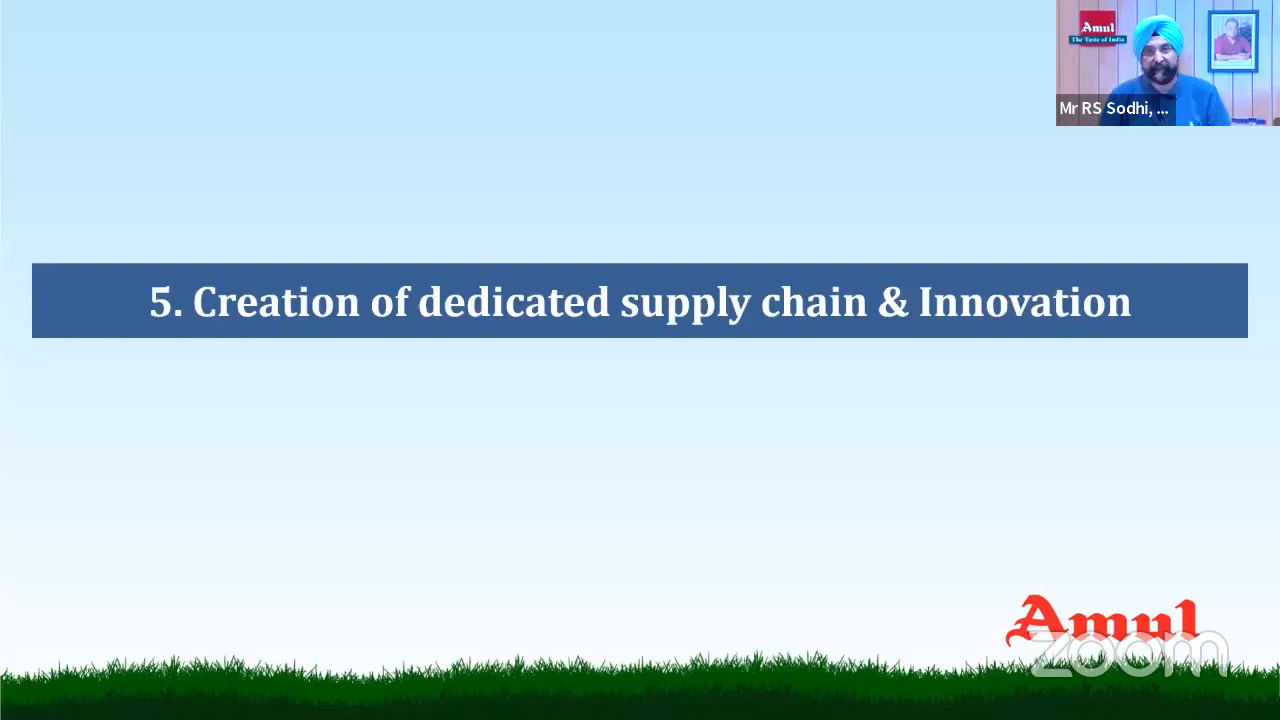 Amul
The Taste of India
Mr RS Sodhi, ...
5. Creation of dedicated supply chain & Innovation
Amul
zoom